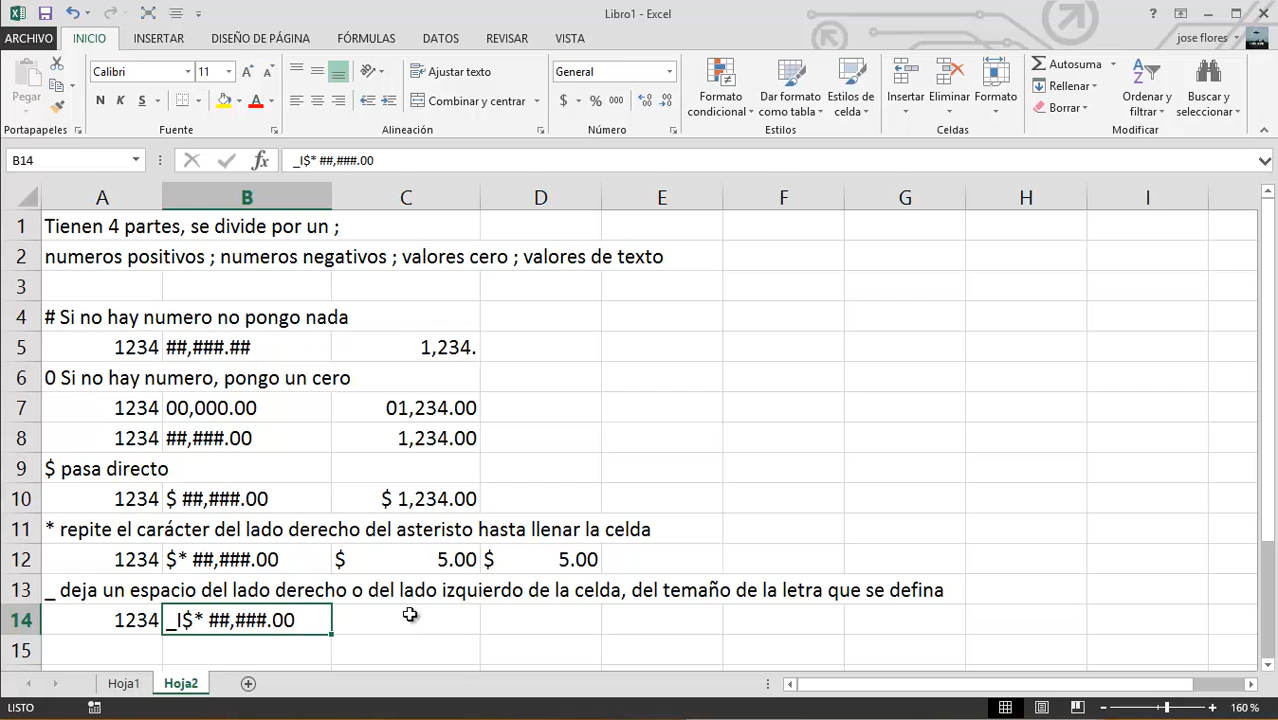 Libro1 - Excel
?
ARCHIVO INICIO INSERTAR DISEÑO DE PÁGINA FÓRMULAS DATOS REVISAR VISTA jose flores
Pegar
Calibri 11
N K S A
Ajustar texto
Combinar y centrar
General
$ % 000
Formato condicional
Dar formato como tabla
Estilos de celda
Insertar
Eliminar
Formato
Autosuma
Rellenar
Borrar
Ordenar y filtrar
Buscar y seleccionar
Portapapeles Fuente Alineación Número Estilos Celdas Modificar
B14 fx _I$* ##,###.00
A B C D E F G H I
1 Tienen 4 partes, se divide por un ;
2 numeros positivos ; numeros negativos ; valores cero ; valores de texto
3
4 # Si no hay numero no pongo nada
5 1234 ##,###.## 1,234.
6 0 Si no hay numero, pongo un cero
7 1234 00,000.00 01,234.00
8 1234 ##,###.00 1,234.00
9 $ pasa directo
10 1234 $ ##,###.00 $ 1,234.00
11 * repite el carácter del lado derecho del asteristo hasta llenar la celda
12 1234 $* ##,###.00 $ 5.00 $ 5.00
13 _ deja un espacio del lado derecho o del lado izquierdo de la celda, del temaño de la letra que se defina
14 1234 _I$* ##,###.00
15
Hoja1 Hoja2
LISTO 160 %